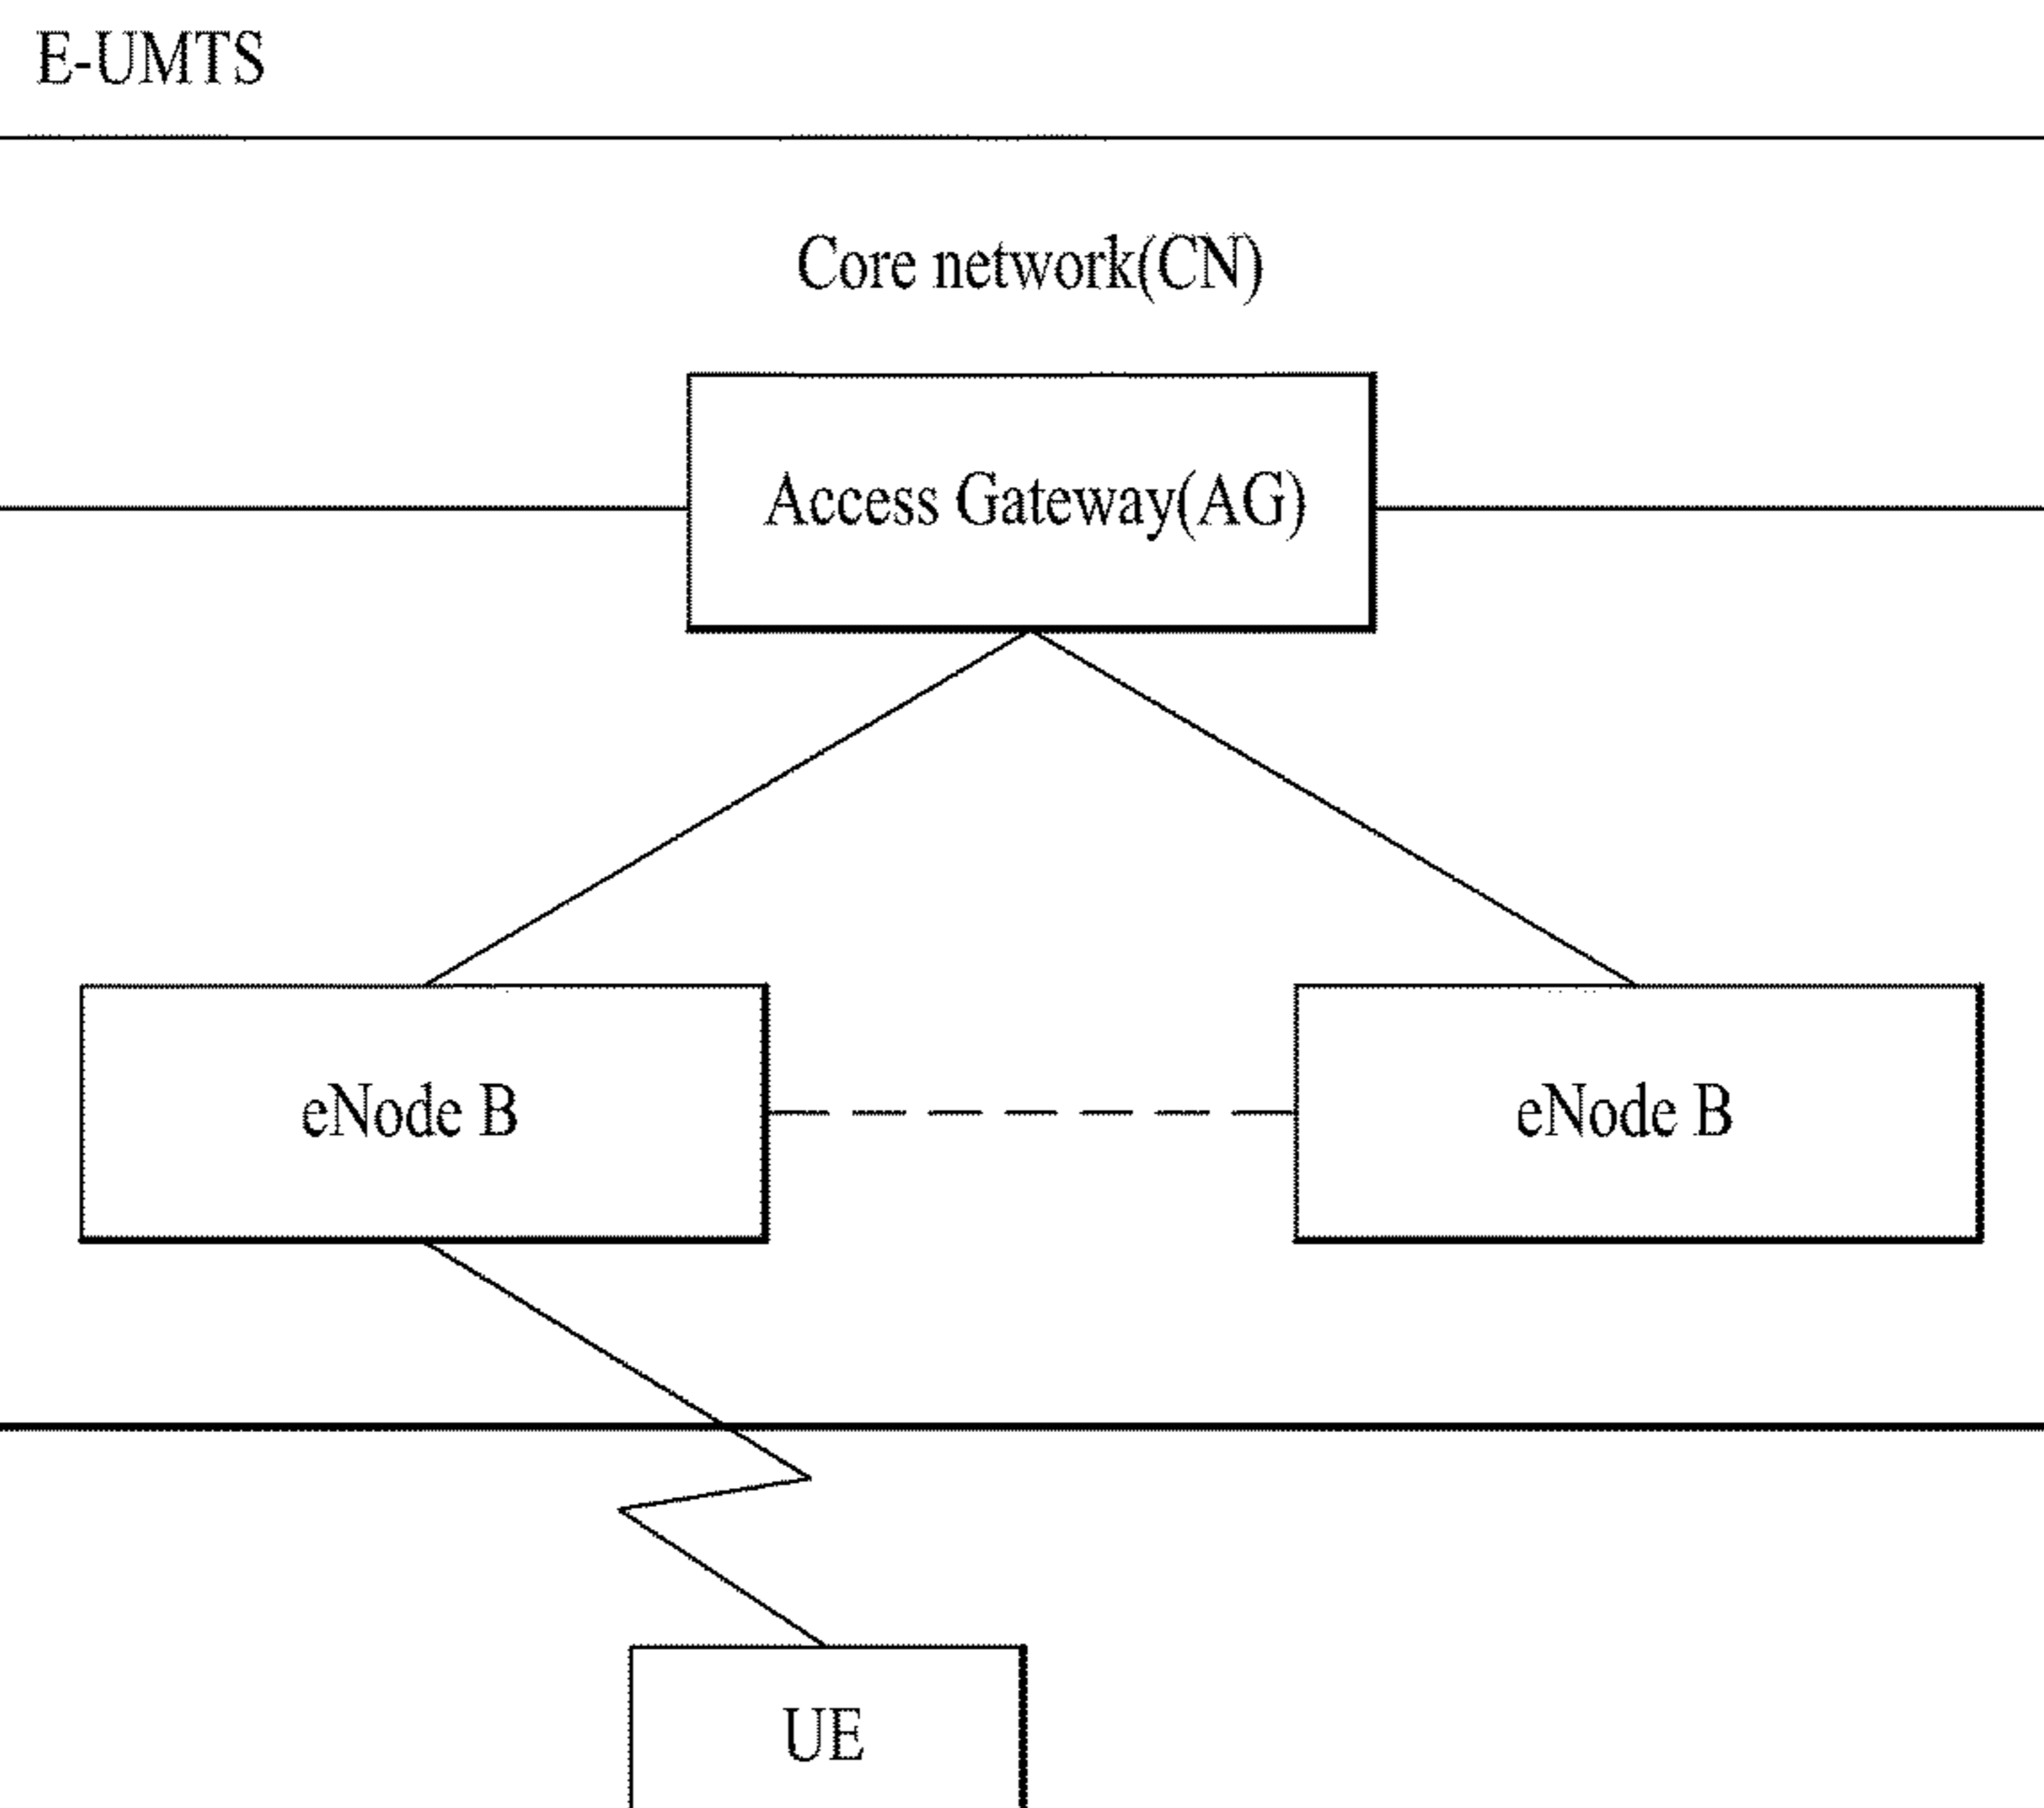 E-UMTS
Core network(CN)
Access Gateway(AG)
eNode B
eNode B
UE